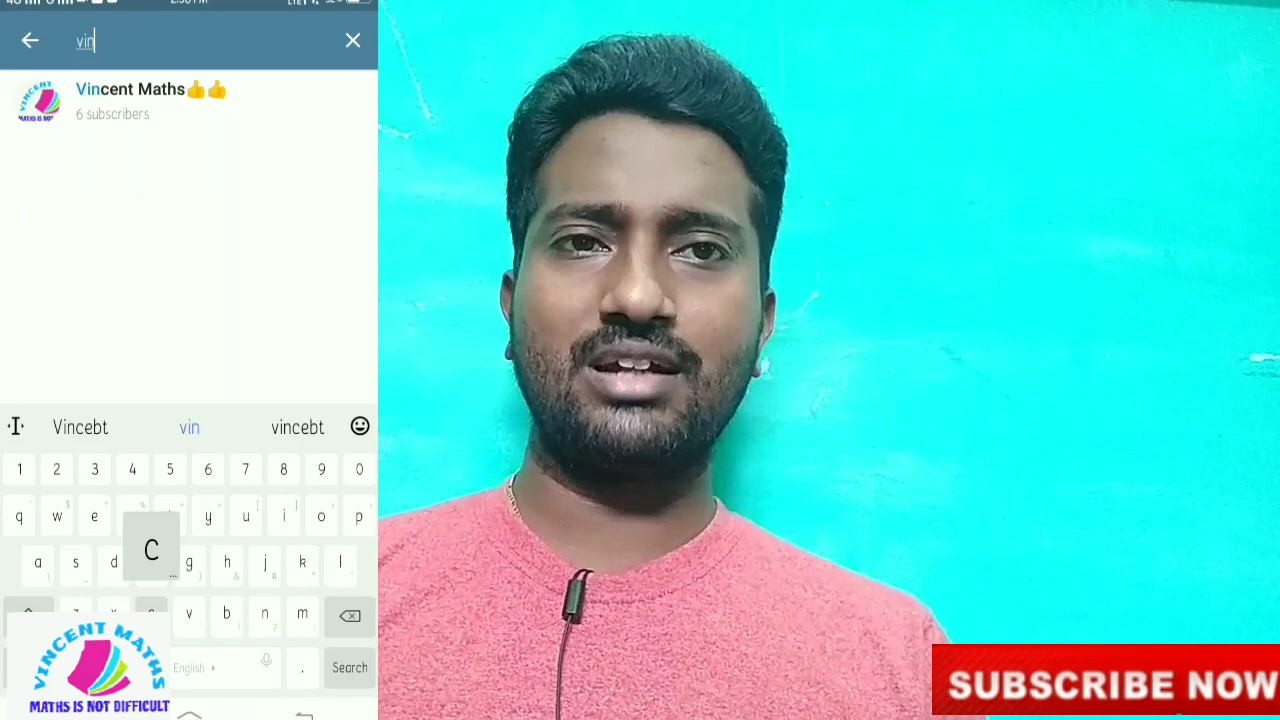 vin
Vincent Maths👍👍
6 subscribers
Vincebt vin vincebt
1 2 3 4 5 6 7 8 9 0
q w e y u i o p
a s d g h j k l
C
v b n m
English
. Search
VINCENT MATHS
MATHS IS NOT DIFFICULT
SUBSCRIBE NOW